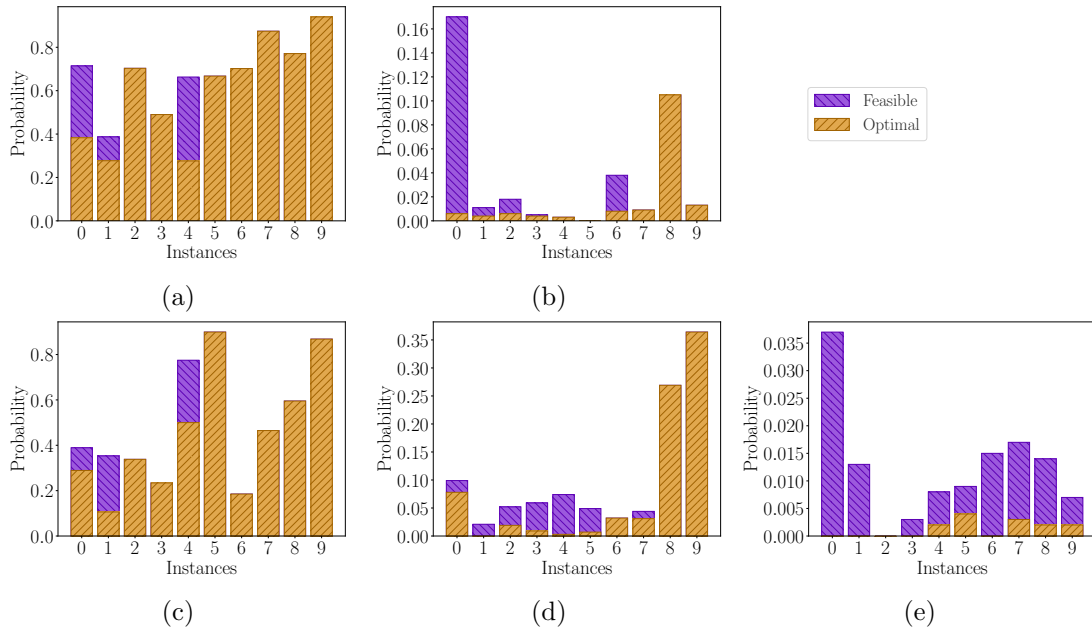 0.8
0.6
0.4
0.2
0.0
Probability
0 1 2 3 4 5 6 7 8 9
Instances
(a)
0.16
0.14
0.12
0.10
0.08
0.06
0.04
0.02
0.00
Probability
0 1 2 3 4 5 6 7 8 9
Instances
(b)
Feasible
Optimal
0.8
0.6
0.4
0.2
0.0
Probability
0 1 2 3 4 5 6 7 8 9
Instances
(c)
0.35
0.30
0.25
0.20
0.15
0.10
0.05
0.00
Probability
0 1 2 3 4 5 6 7 8 9
Instances
(d)
0.035
0.030
0.025
0.020
0.015
0.010
0.005
0.000
Probability
0 1 2 3 4 5 6 7 8 9
Instances
(e)